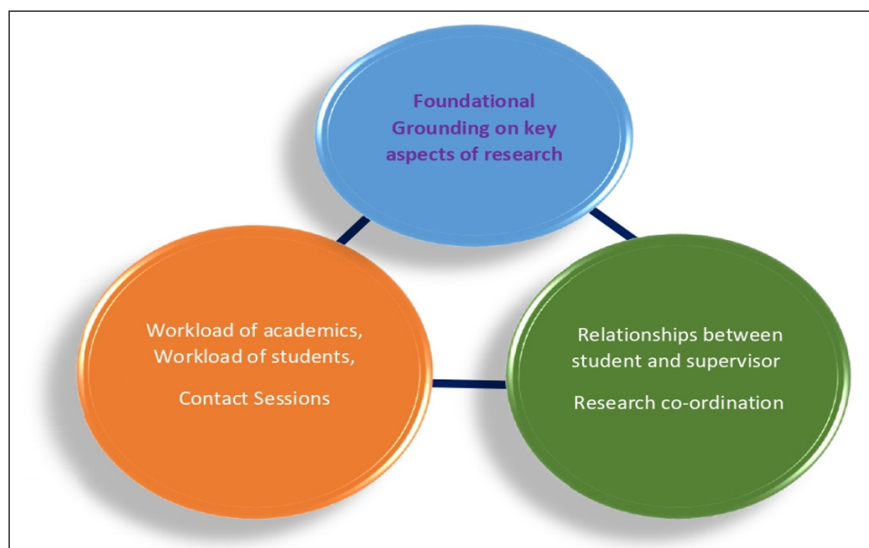 Foundational
Grounding on key
aspects of research
Workload of academics,
Workload of students,
Contact Sessions
Relationships between
student and supervisor
Research co-ordination